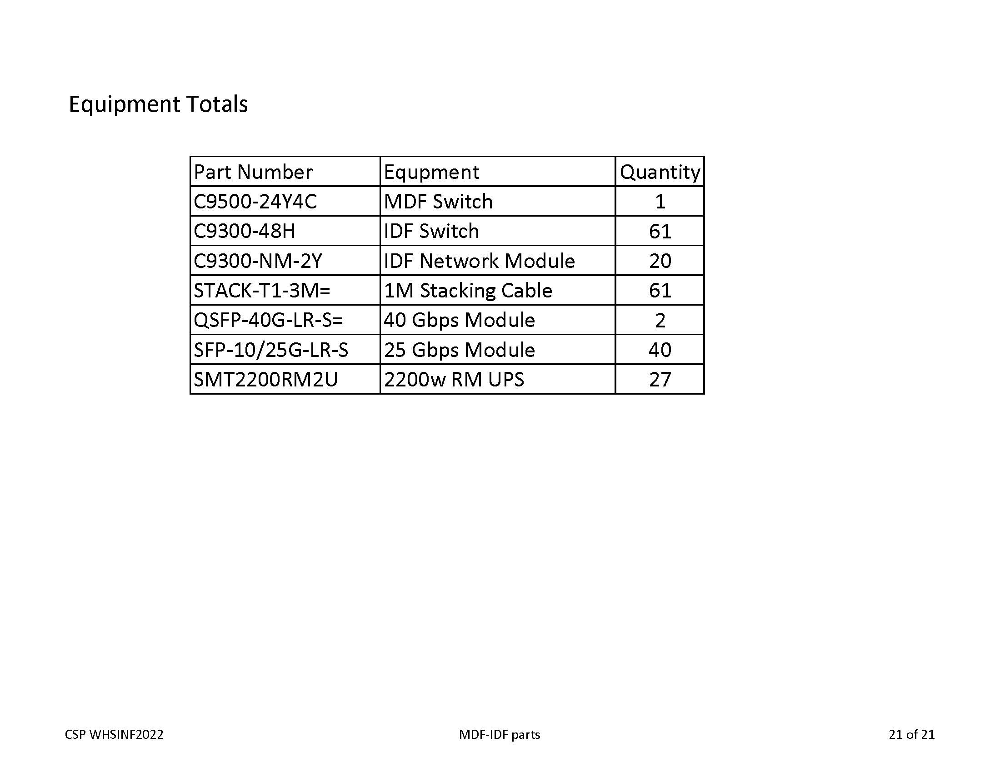 Equipment Totals
Part Number Equpment Quantity
C9500-24Y4C MDF Switch 1
C9300-48H IDF Switch 61
C9300-NM-2Y IDF Network Module 20
STACK-T1-3M= 1M Stacking Cable 61
QSFP-40G-LR-S= 40 Gbps Module 2
SFP-10/25G-LR-S 25 Gbps Module 40
SMT2200RM2U 2200w RM UPS 27
CSP WHSINF2022 MDF-IDF parts 21 of 21